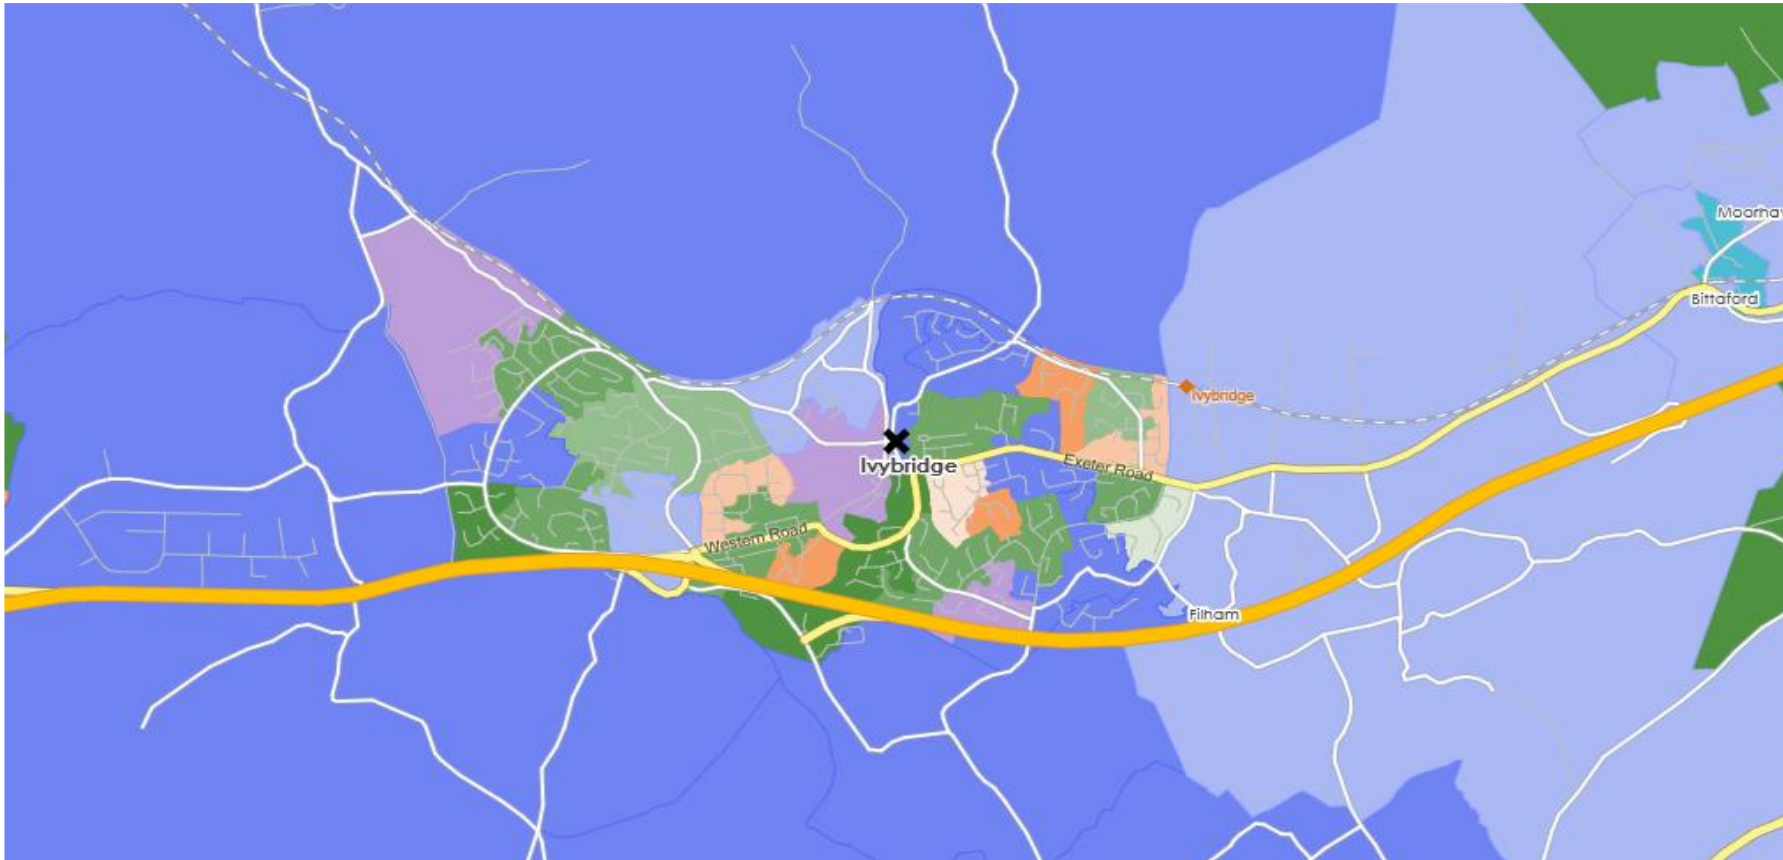 Moorhav
Bittaford
Ivybridge
Ivybridge
Exeter Road
Western Road
Filham